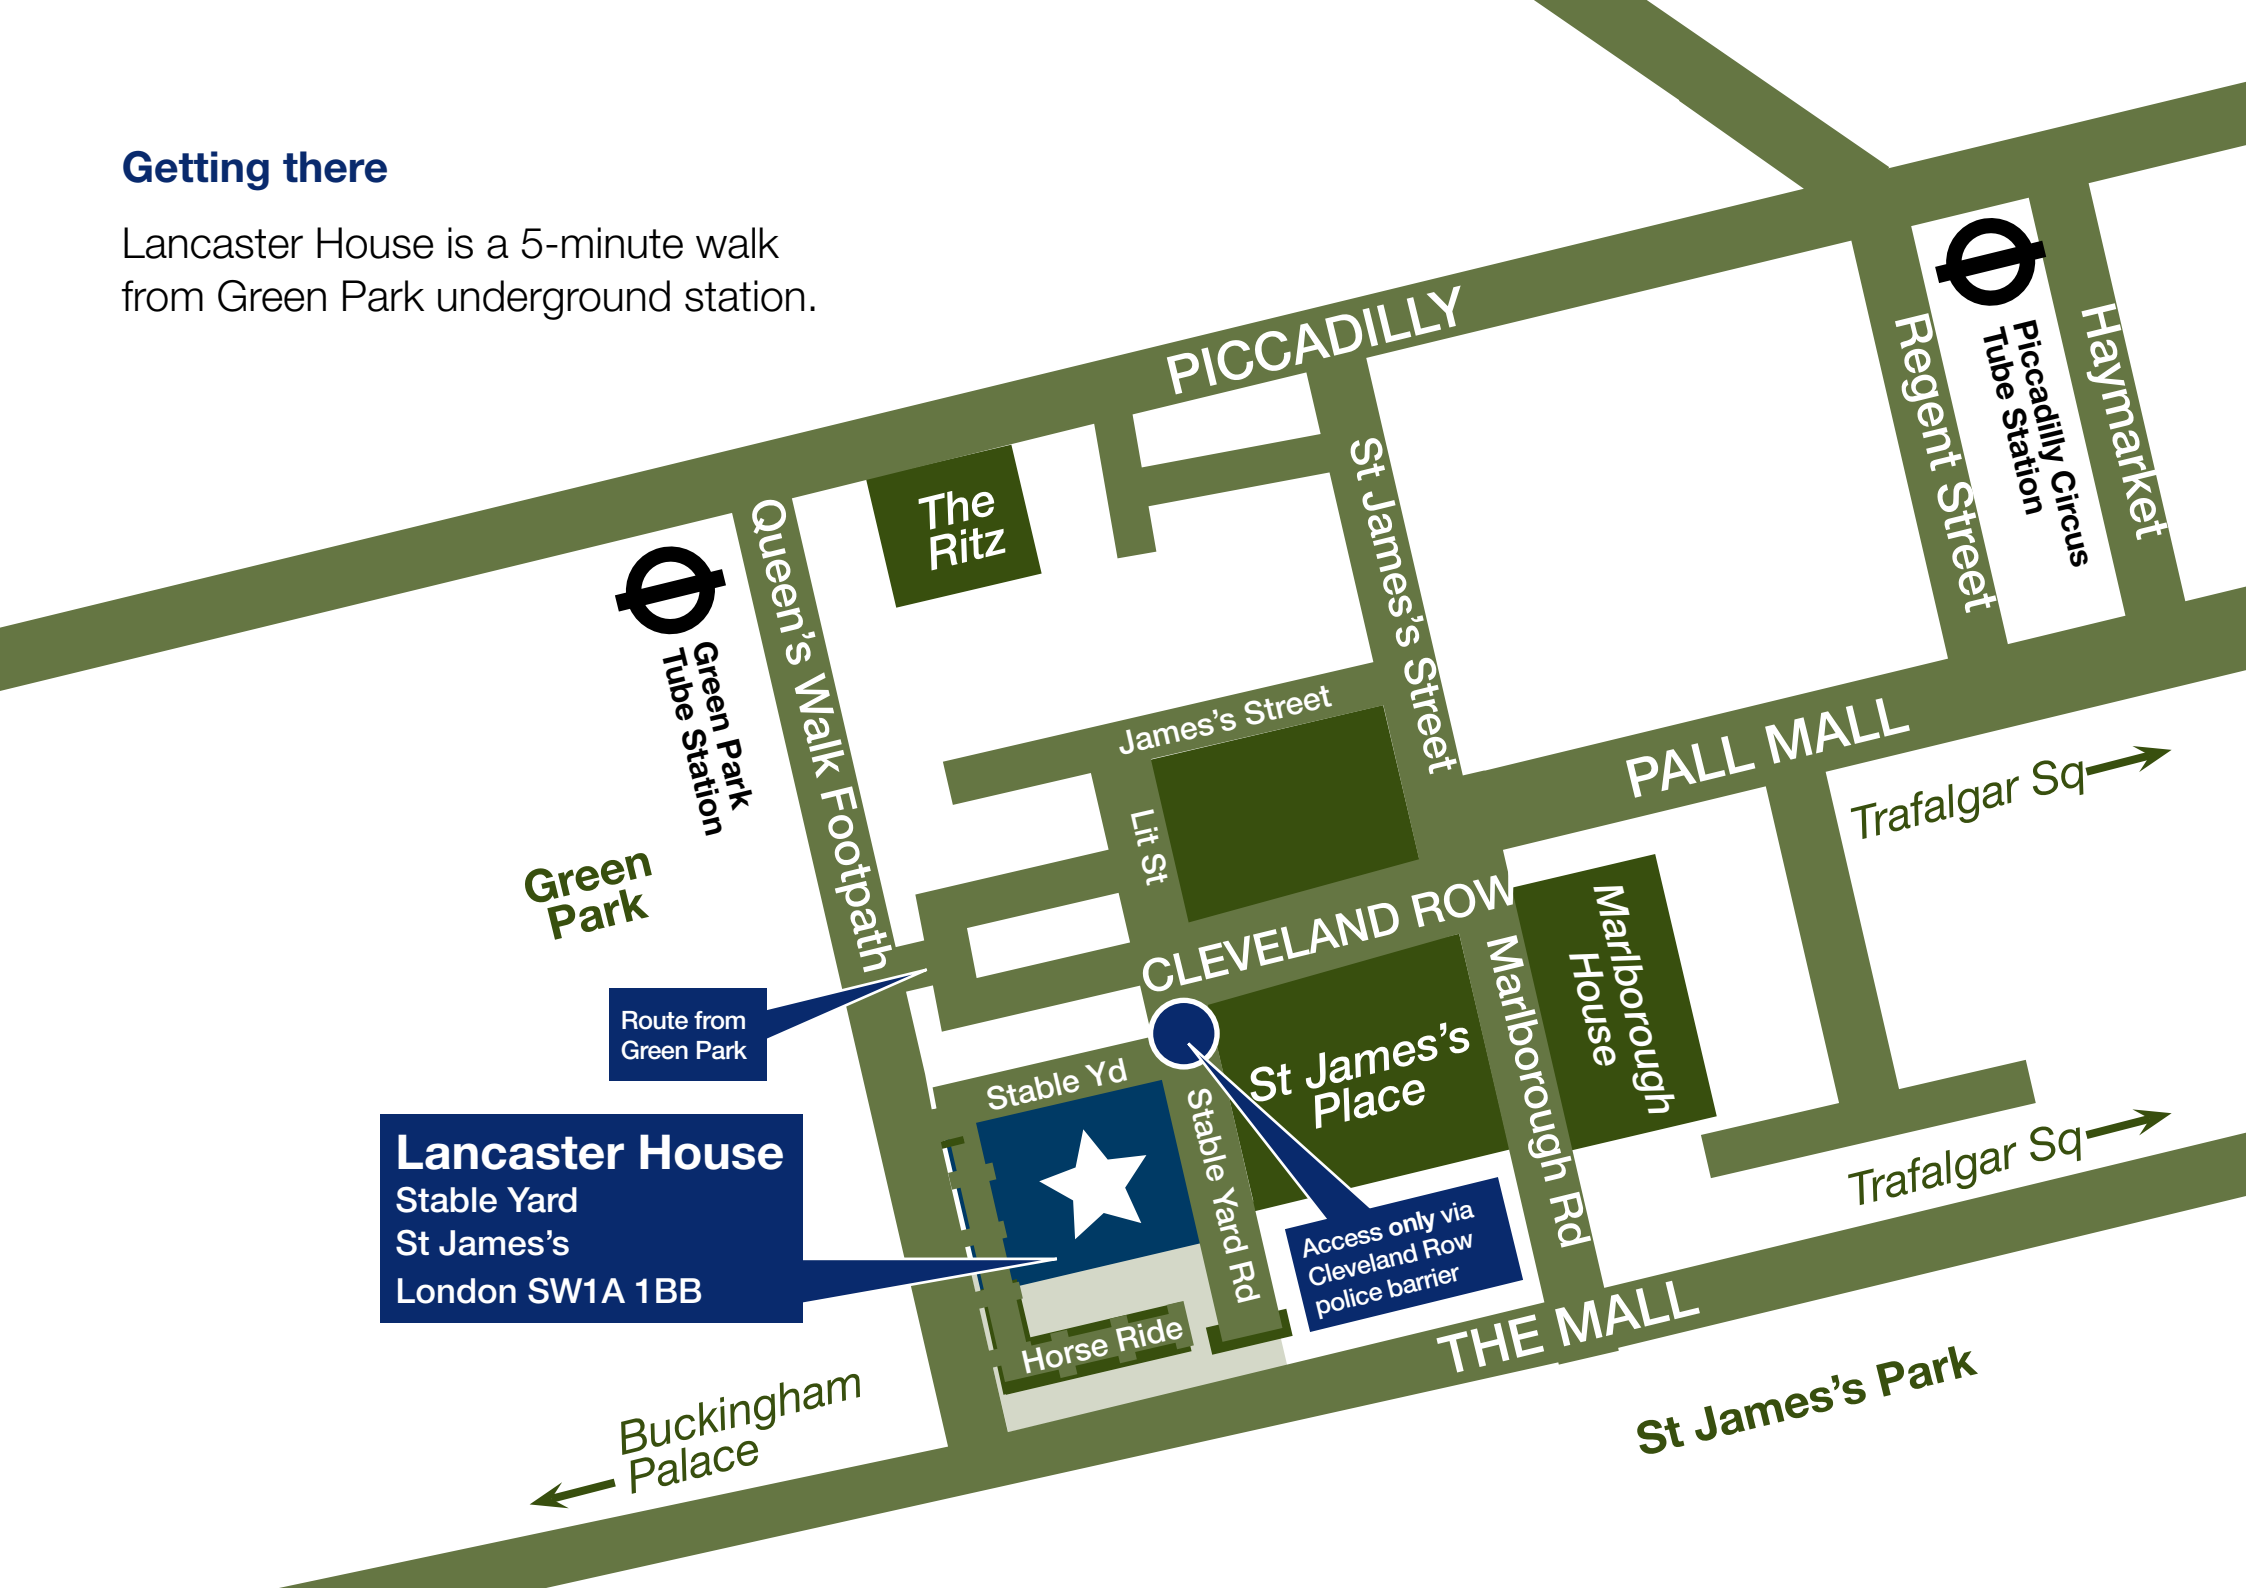 Getting there
Lancaster House is a 5-minute walk
from Green Park underground station.
PICCADILLY
Regent Street
Piccadilly Circus
Tube Station
Haymarket
The
Ritz
Queen’s Walk Footpath
Green Park
Tube Station
St James’s Street
James’s Street
Lit St
PALL MALL
Trafalgar Sq
Green
Park
CLEVELAND ROW
Marlborough
House
Marlborough Rd
Route from
Green Park
St James’s
Place
Stable Yd
Stable Yard Rd
Lancaster House
Stable Yard
St James’s
London SW1A 1BB
Access only via
Cleveland Row
police barrier
Trafalgar Sq
Horse Ride
THE MALL
St James’s Park
Buckingham
Palace